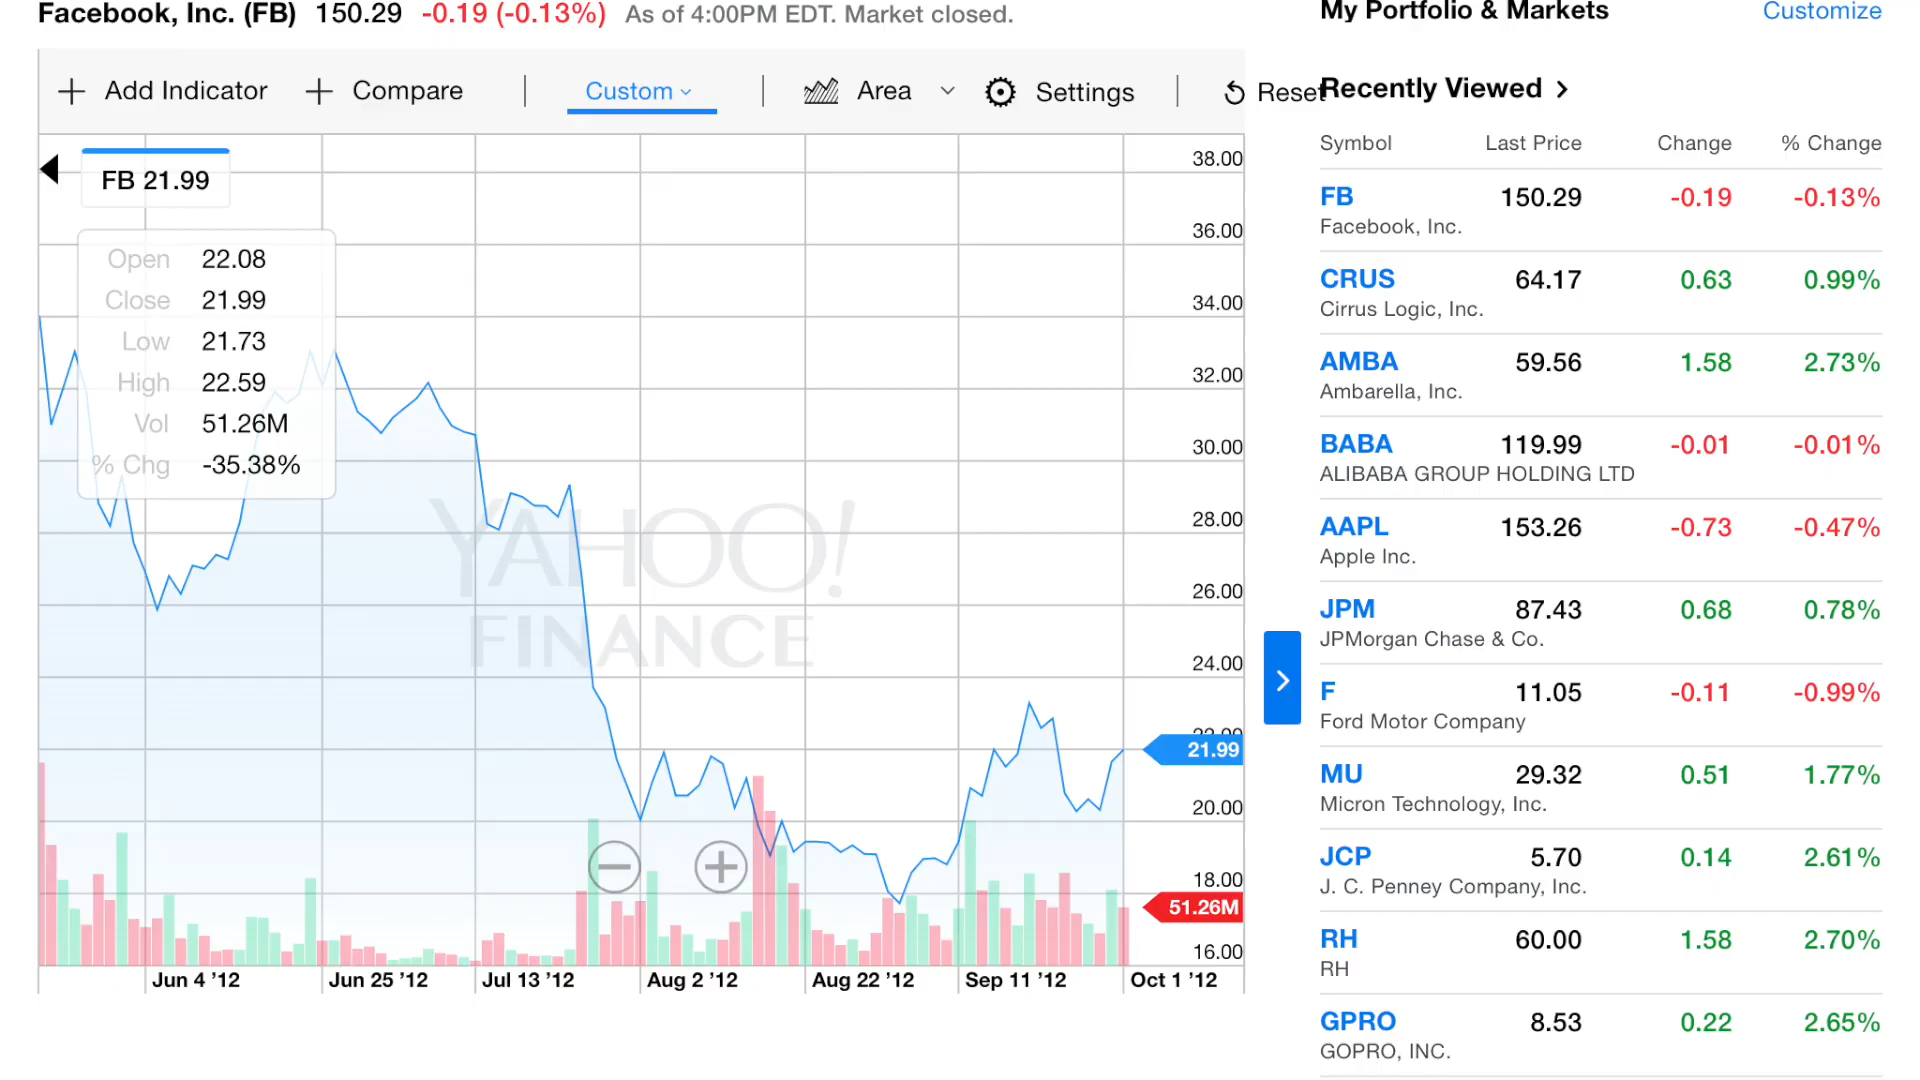 Facebook, Inc. (FB) 150.29 -0.19 (-0.13%) As of 4:00PM EDT. Market closed.
Add Indicator Compare Custom Area Settings Reset
FB 21.99
Open 22.08
Close 21.99
Low 21.73
High 22.59
Vol 51.26M
% Chg -35.38%
YAHOO!
FINANCE
38.00
36.00
34.00
32.00
30.00
28.00
26.00
24.00
22.00
21.99
20.00
18.00
51.26M
16.00
Jun 4 '12 Jun 25 '12 Jul 13 '12 Aug 2 '12 Aug 22 '12 Sep 11 '12 Oct 1 '12
My Portfolio & Markets Customize
Recently Viewed
Symbol Last Price Change % Change
FB 150.29 -0.19 -0.13%
Facebook, Inc.
CRUS 64.17 0.63 0.99%
Cirrus Logic, Inc.
AMBA 59.56 1.58 2.73%
Ambarella, Inc.
BABA 119.99 -0.01 -0.01%
ALIBABA GROUP HOLDING LTD
AAPL 153.26 -0.73 -0.47%
Apple Inc.
JPM 87.43 0.68 0.78%
JPMorgan Chase & Co.
F 11.05 -0.11 -0.99%
Ford Motor Company
MU 29.32 0.51 1.77%
Micron Technology, Inc.
JCP 5.70 0.14 2.61%
J. C. Penney Company, Inc.
RH 60.00 1.58 2.70%
RH
GPRO 8.53 0.22 2.65%
GOPRO, INC.